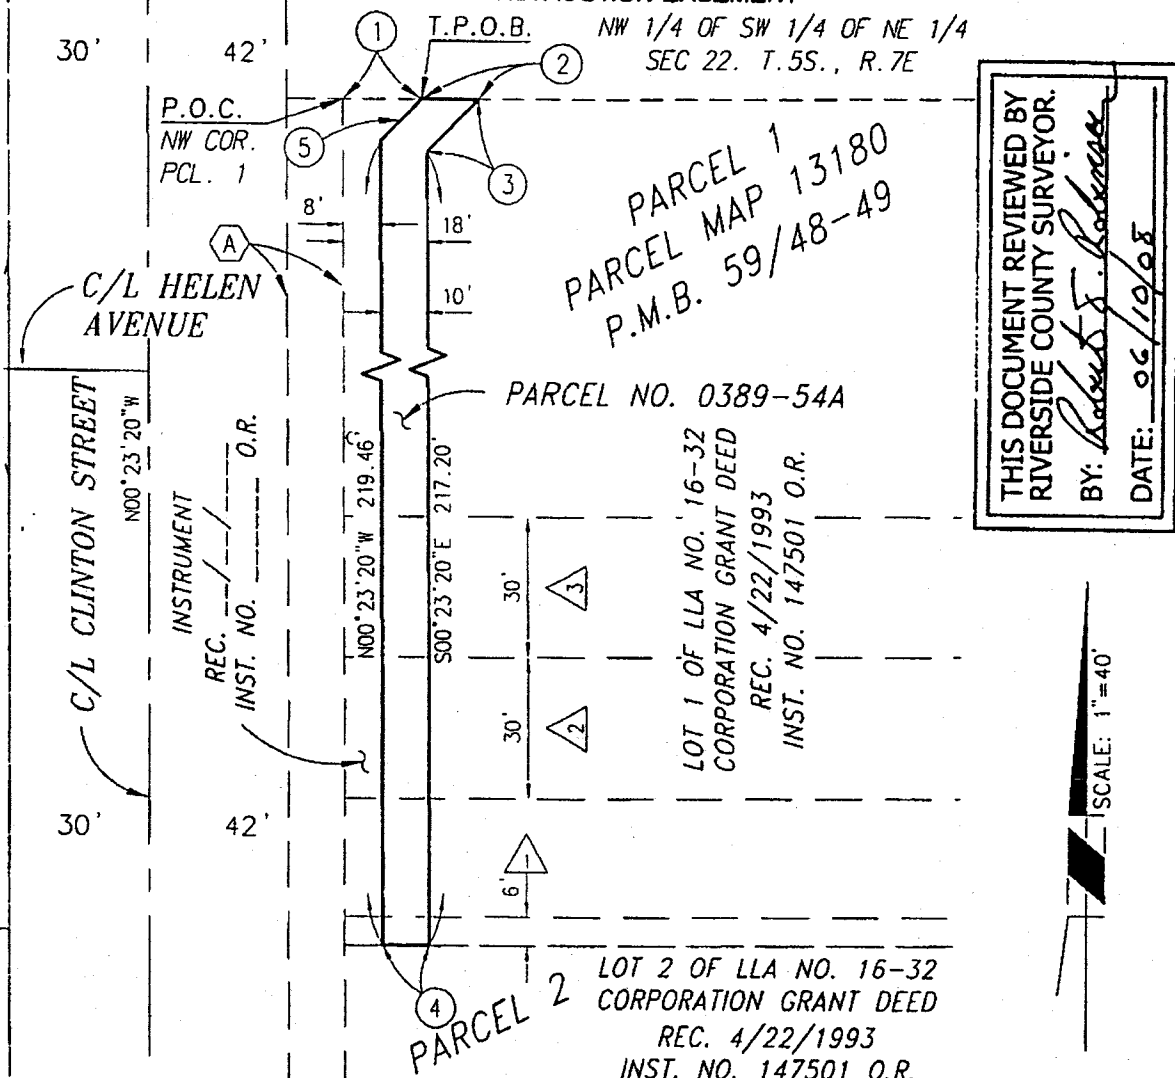 30'
42'
1
T.P.O.B.
NW 1/4 OF SW 1/4 OF NE 1/4
SEC 22. T.5S., R.7E
2
P.O.C.
NW COR.
PCL. 1
5
3
8'
18'
A
10'
PARCEL 1
PARCEL MAP 13180
P.M.B. 59/48-49
C/L HELEN
AVENUE
PARCEL NO. 0389-54A
C/L CLINTON STREET
N00°23'20"W
INSTRUMENT
REC. __/__/____
INST. NO. ______ O.R.
N00°23'20"W 219.46'
S00°23'20"E 217.20'
30'
3
30'
2
LOT 1 OF LLA NO. 16-32
CORPORATION GRANT DEED
REC. 4/22/1993
INST. NO. 147501 O.R.
30'
42'
6'
4
PARCEL 2
LOT 2 OF LLA NO. 16-32
CORPORATION GRANT DEED
REC. 4/22/1993
INST. NO. 147501 O.R.
THIS DOCUMENT REVIEWED BY
RIVERSIDE COUNTY SURVEYOR.
BY:
DATE: 06/10/08
SCALE: 1"=40'